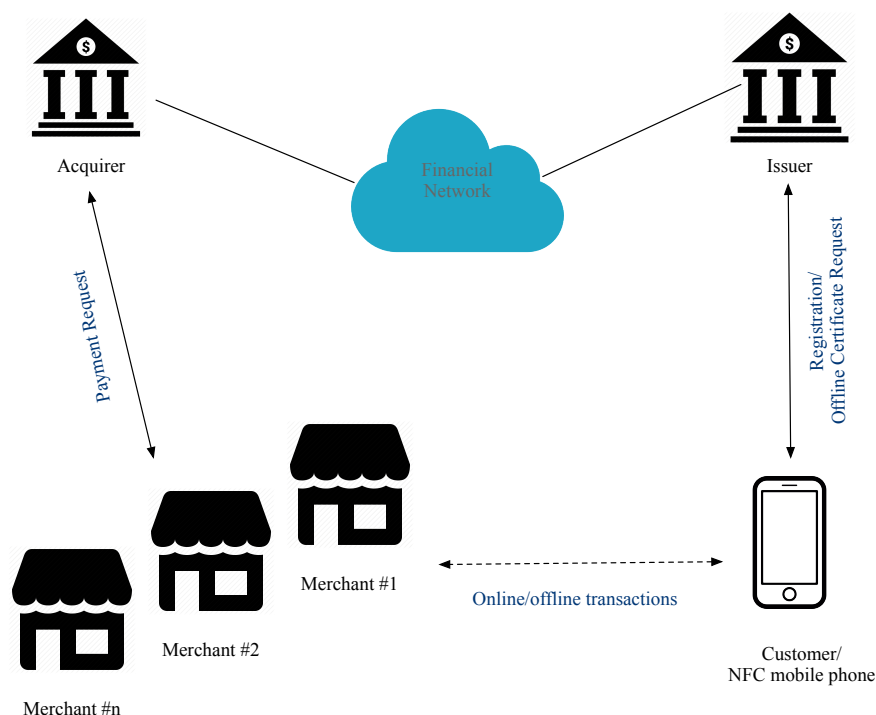 $
$
Acquirer
Issuer
Financial
Network
Payment Request
Registration/
Offline Certificate Request
Merchant #1
Online/offline transactions
Merchant #2
Customer/
NFC mobile phone
Merchant #n